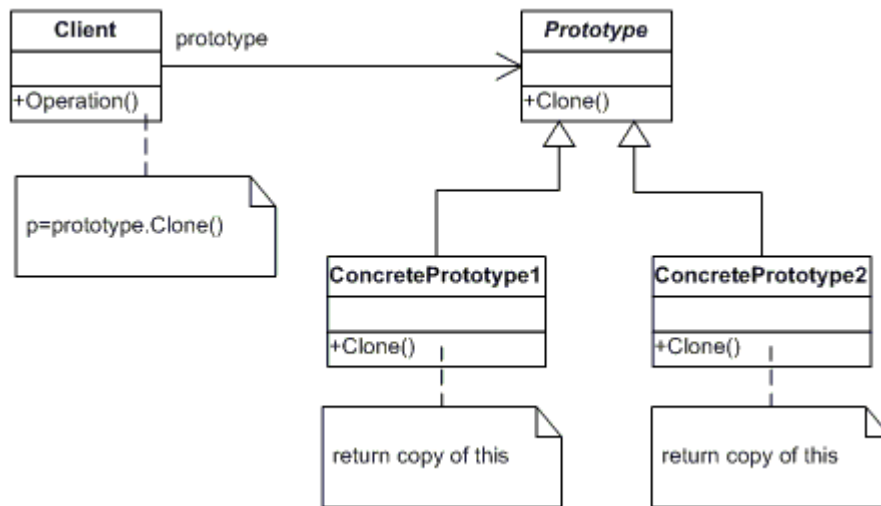 Client
prototype
Prototype
+Operation()
+Clone()
p=prototype.Clone()
ConcretePrototype1
ConcretePrototype2
+Clone()
+Clone()
return copy of this
return copy of this